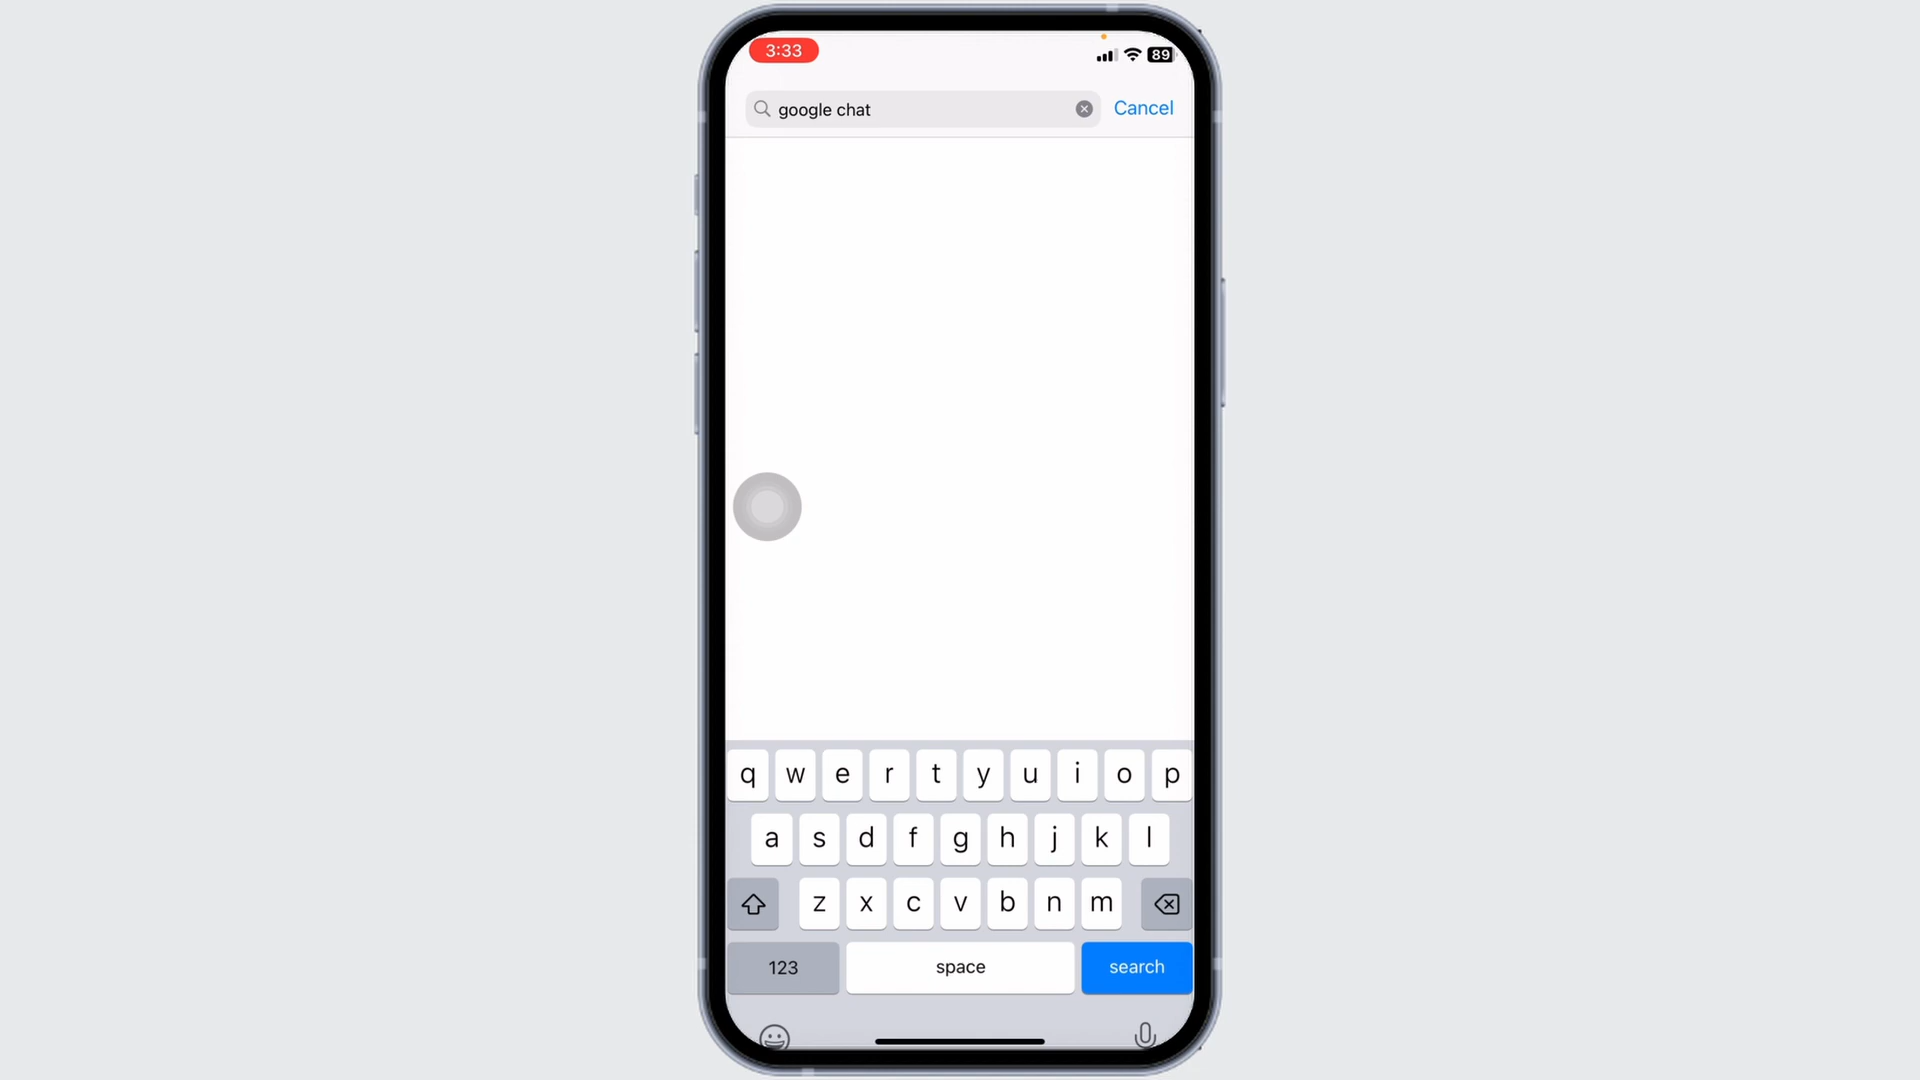 3:33
89
google chat
Cancel
q w e r t y u i o p
a s d f g h j k l
z x c v b n m
123 space search